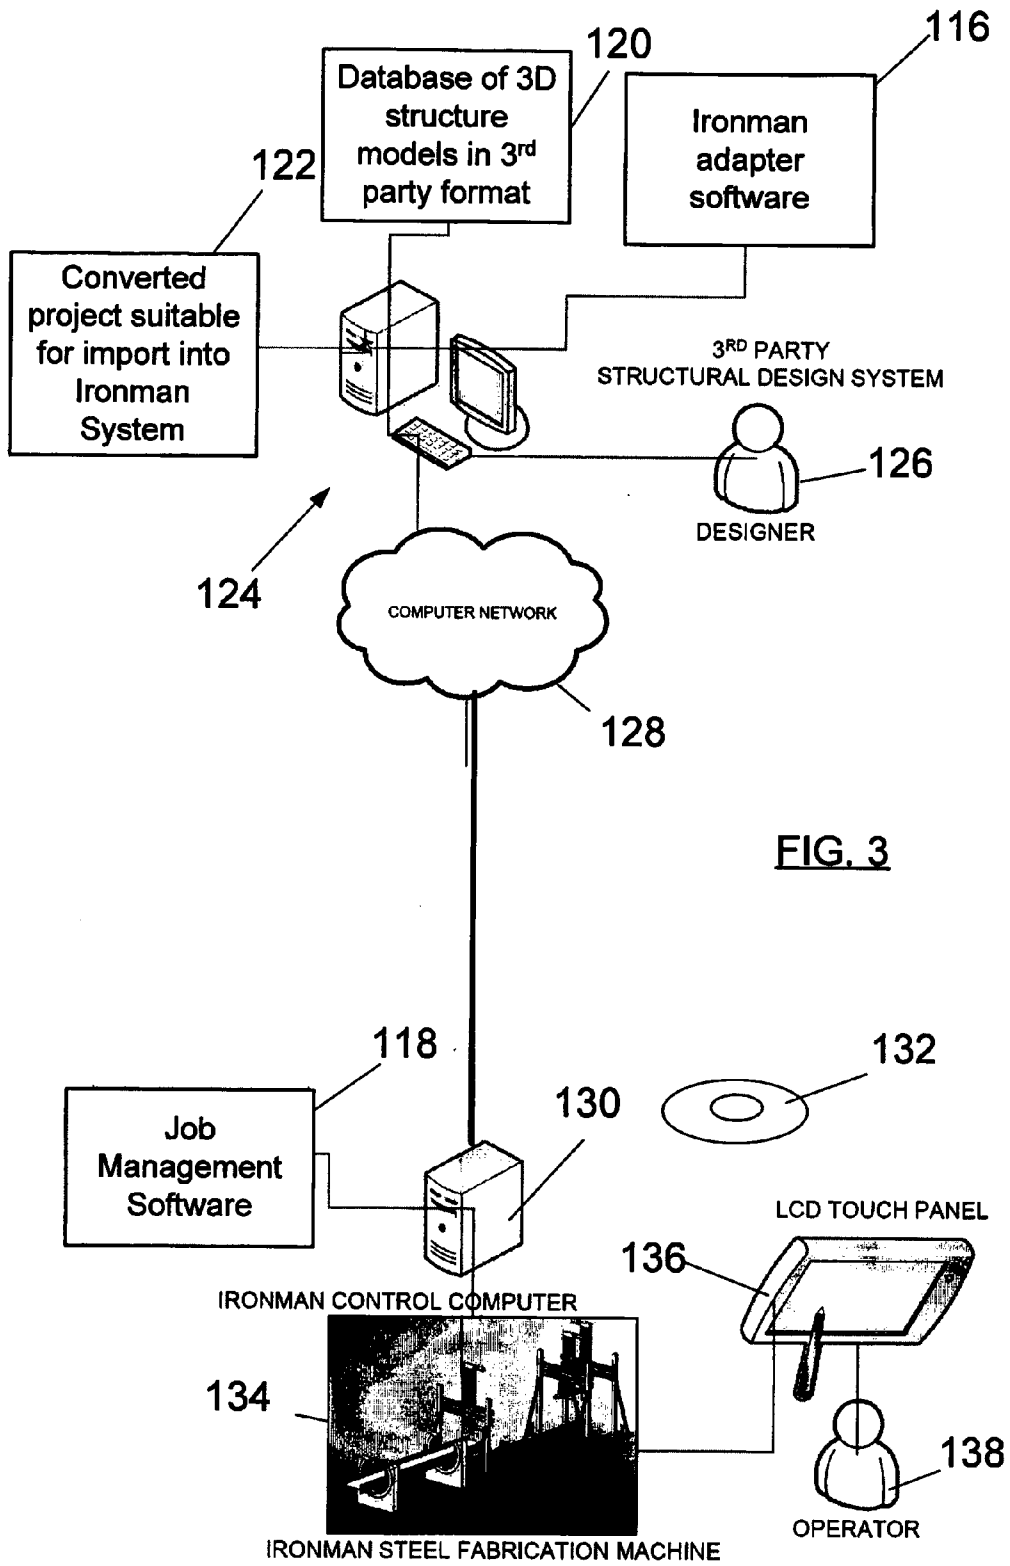 120
116
Database of 3D
structure
models in 3rd
party format
Ironman
adapter
software
122
Converted
project suitable
for import into
Ironman
System
3RD PARTY
STRUCTURAL DESIGN SYSTEM
126
DESIGNER
124
COMPUTER NETWORK
128
FIG. 3
118
132
130
Job
Management
Software
LCD TOUCH PANEL
136
IRONMAN CONTROL COMPUTER
134
138
OPERATOR
IRONMAN STEEL FABRICATION MACHINE